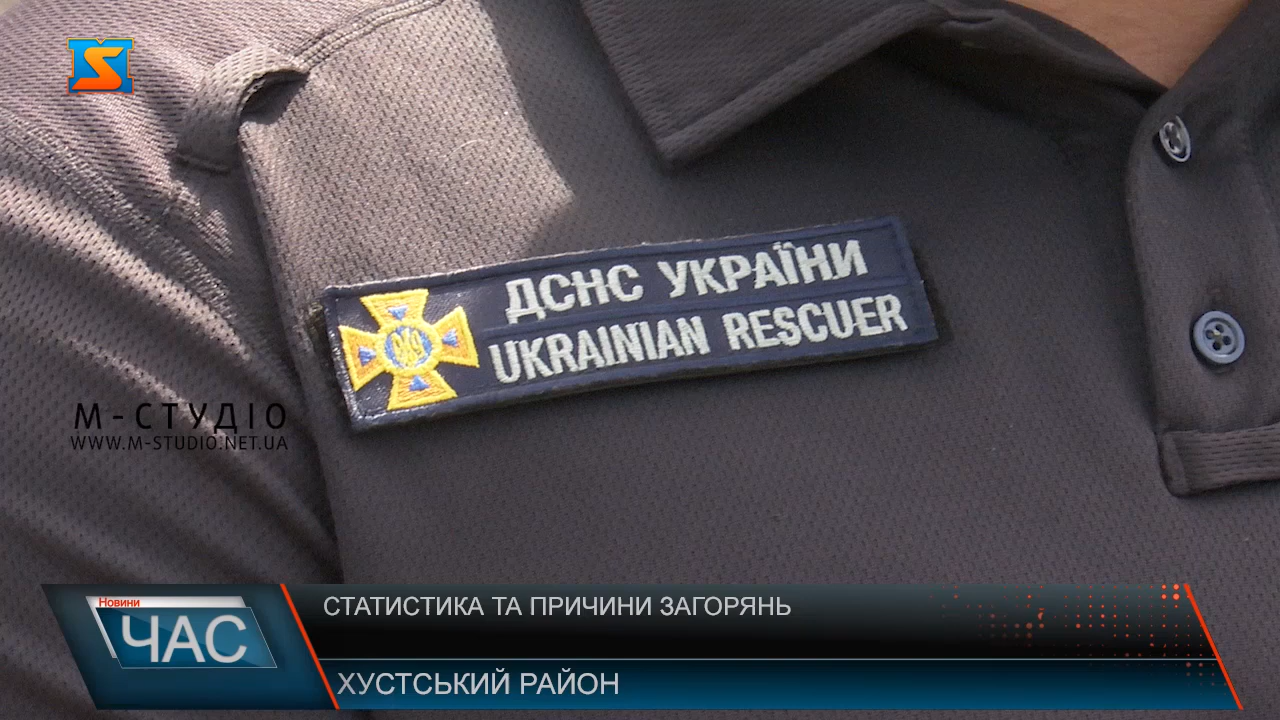 ДСНС УКРАЇНИ
UKRAINIAN RESCUER
М-СТУДІО
WWW.M-STUDIO.NET.UA
Новини
ЧАС
СТАТИСТИКА ТА ПРИЧИНИ ЗАГОРЯНЬ
ХУСТСЬКИЙ РАЙОН